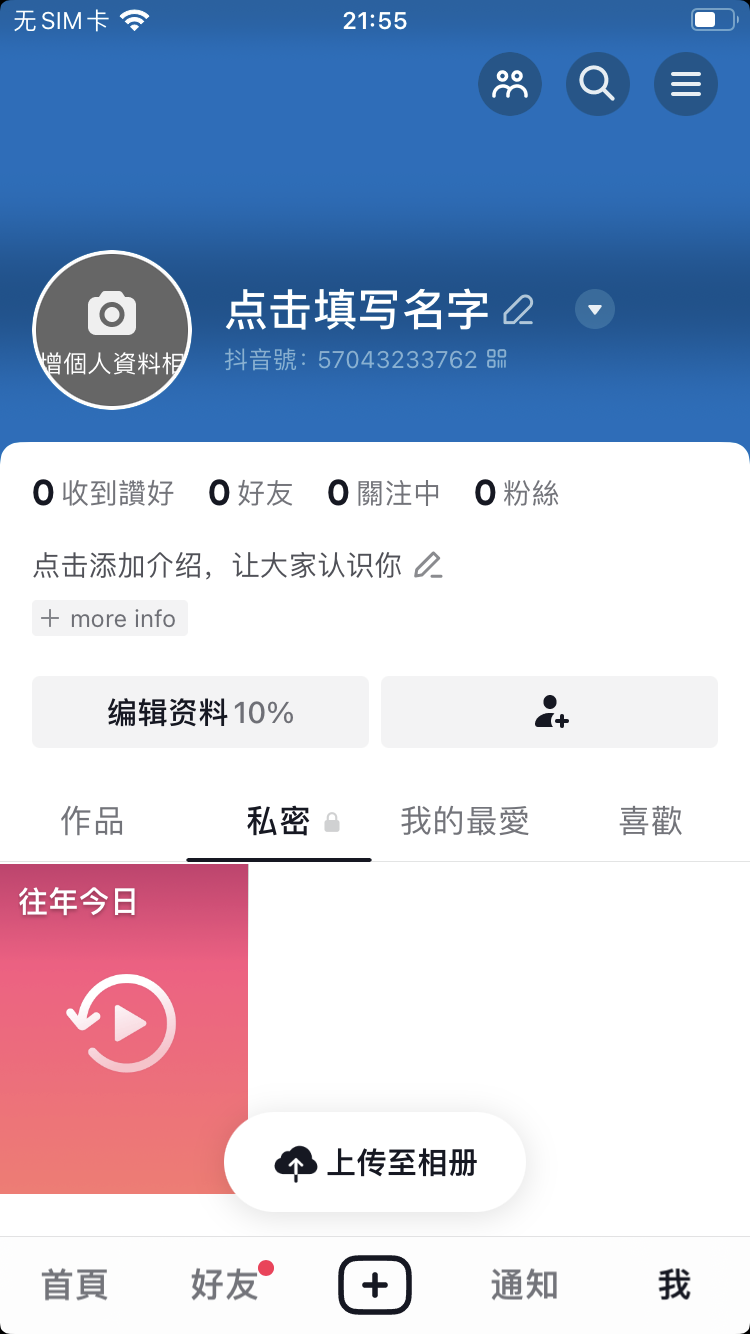 无SIM卡 21:55
点击填写名字
增個人資料相
抖音號：57043233762
0 收到讚好 0 好友 0 關注中 0 粉絲
点击添加介绍，让大家认识你
+ more info
编辑资料 10%
作品 私密 我的最愛 喜歡
往年今日
上传至相册
首頁 好友 通知 我